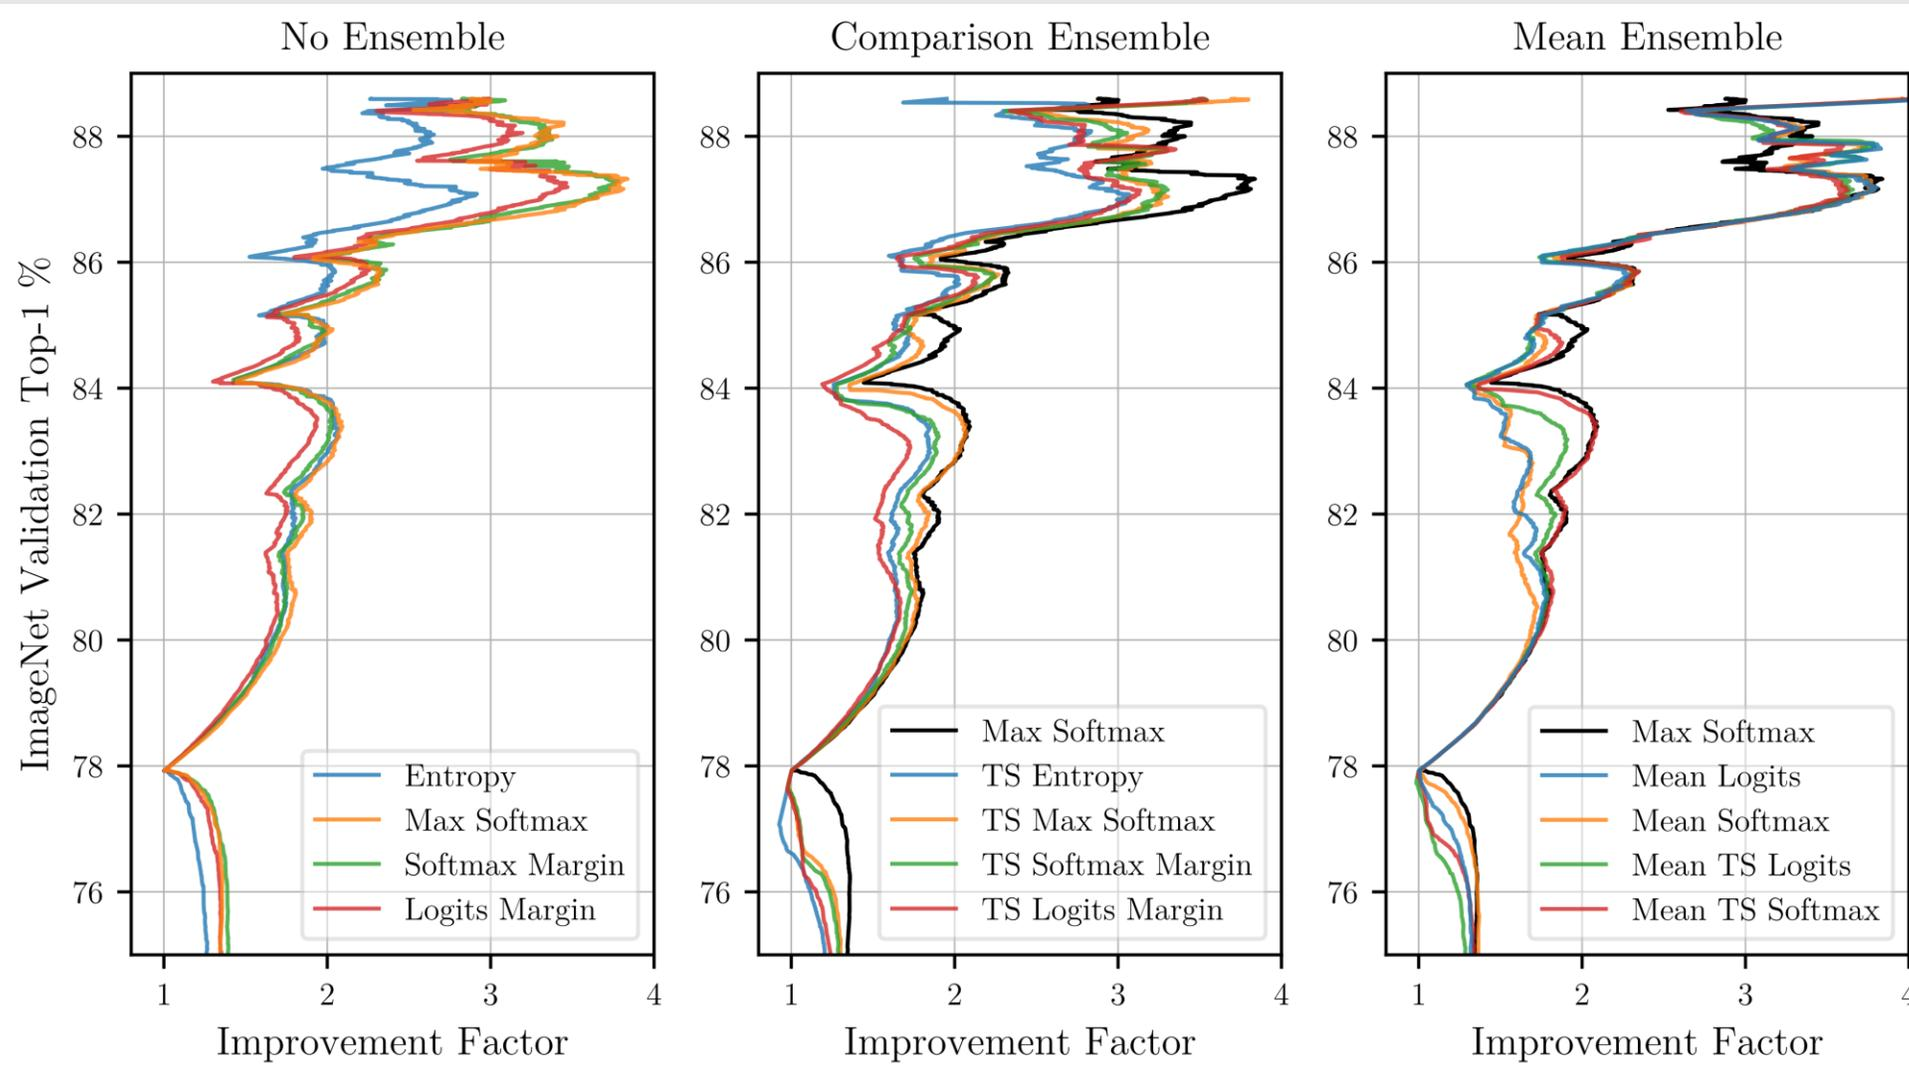 No Ensemble
Comparison Ensemble
Mean Ensemble
ImageNet Validation Top-1 %
88
86
84
82
80
78
76
1
2
3
4
Improvement Factor
Entropy
Max Softmax
Softmax Margin
Logits Margin
88
86
84
82
80
78
76
1
2
3
4
Improvement Factor
Max Softmax
TS Entropy
TS Max Softmax
TS Softmax Margin
TS Logits Margin
88
86
84
82
80
78
76
1
2
3
4
Improvement Factor
Max Softmax
Mean Logits
Mean Softmax
Mean TS Logits
Mean TS Softmax